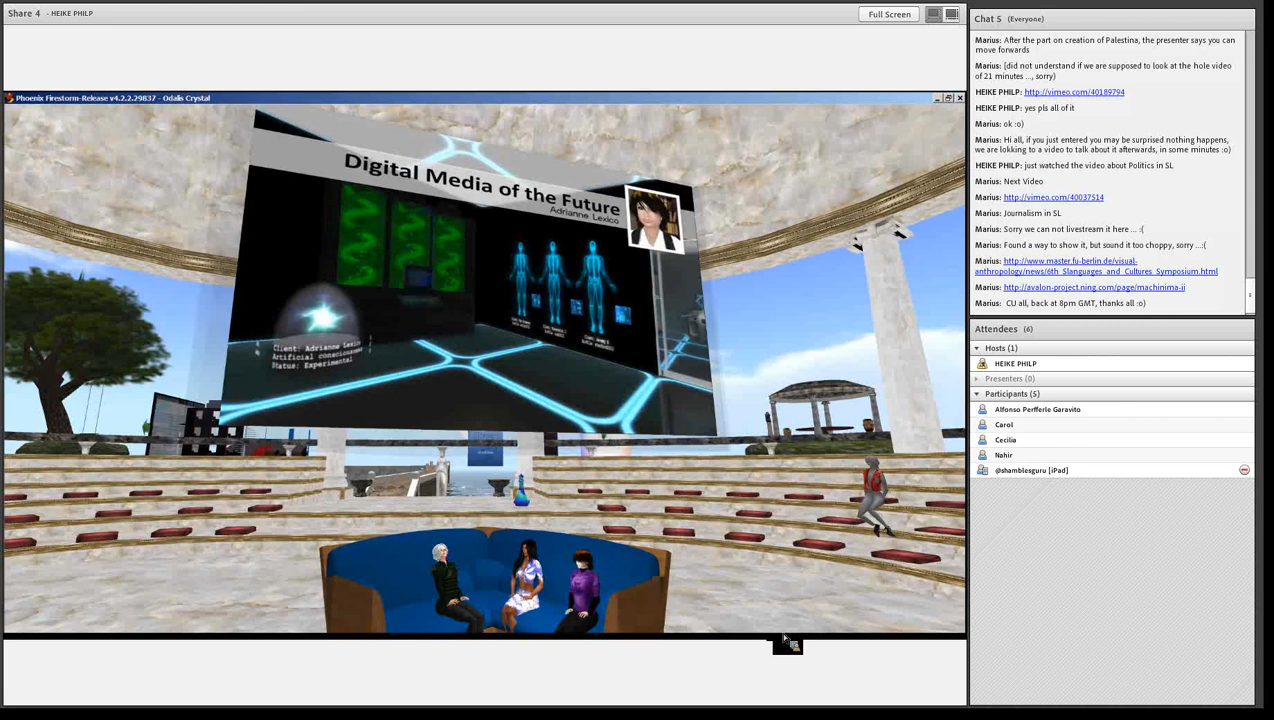 Share 4 - HEIKE PHILP
Full Screen
Phoenix Firestorm-Release v4.2.2.29837 - Odalis Crystal
Digital Media of the Future
Adrianne Lexico
Client: Adrianne Lexico
Artificial consciousness
Status: Experimental
Chat 5 (Everyone)
Marius: After the part on creation of Palestina, the presenter says you can
move forwards
Marius: [did not understand if we are supposed to look at the hole video
of 21 minutes ..., sorry)
HEIKE PHILP: http://vimeo.com/40189794
HEIKE PHILP: yes pls all of it
Marius: ok :o)
Marius: Hi all, if you just entered you may be surprised nothing happens,
we are lokking to a video to talk about it afterwards, in some minutes :o)
HEIKE PHILP: just watched the video about Politics in SL
Marius: Next Video
Marius: http://vimeo.com/40037514
Marius: Journalism in SL
Marius: Sorry we can not livestream it here ... :(
Marius: Found a way to show it, but sound it too choppy, sorry ...:(
Marius: http://www.master.fu-berlin.de/visual-
anthropology/news/6th_Slanguages_and_Cultures_Symposium.html
Marius: http://avalon-project.ning.com/page/machinima-ii
Marius: CU all, back at 8pm GMT, thanks all :o)
Attendees (6)
Hosts (1)
HEIKE PHILP
Presenters (0)
Participants (5)
Alfonso Perfferle Garavito
Carol
Cecilia
Nahir
@shamblesguru [iPad]